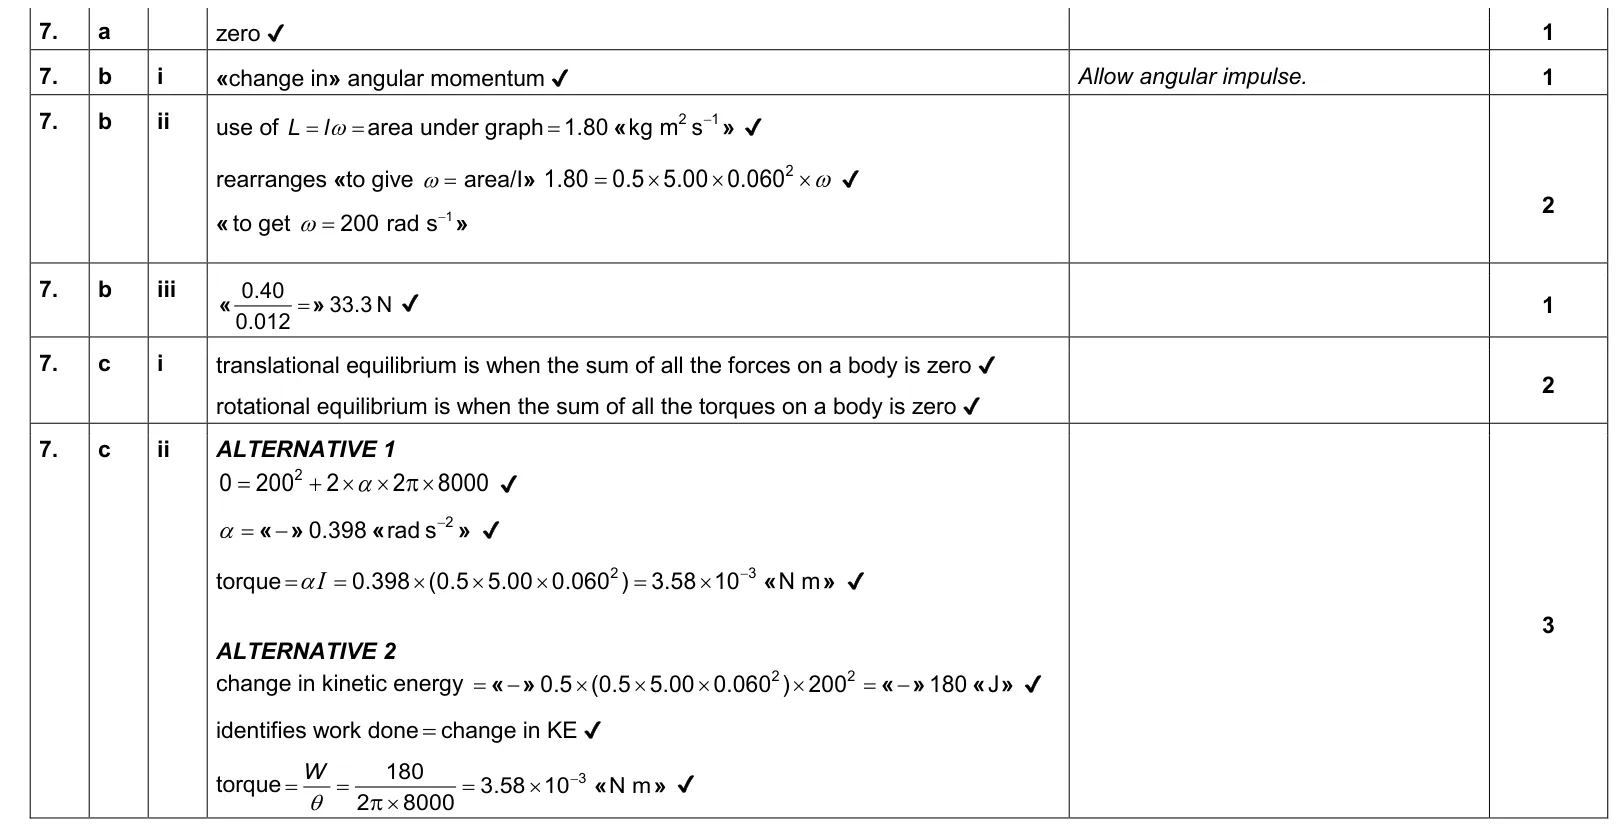 7. a zero ✓ 1
7. b i «change in» angular momentum ✓ Allow angular impulse. 1
7. b ii use of L = Iω = area under graph = 1.80 «kg m² s⁻¹» ✓
rearranges «to give ω = area/I» 1.80 = 0.5 × 5.00 × 0.060² × ω ✓
2
«to get ω = 200 rad s⁻¹»
7. b iii «0.40/0.012 =» 33.3 N ✓ 1
7. c i translational equilibrium is when the sum of all the forces on a body is zero ✓
2
rotational equilibrium is when the sum of all the torques on a body is zero ✓
7. c ii ALTERNATIVE 1
0 = 200² + 2 × α × 2π × 8000 ✓
α = «−» 0.398 «rad s⁻²» ✓
torque = αI = 0.398 × (0.5 × 5.00 × 0.060²) = 3.58 × 10⁻³ «N m» ✓
3
ALTERNATIVE 2
change in kinetic energy = «−» 0.5 × (0.5 × 5.00 × 0.060²) × 200² = «−» 180 «J» ✓
identifies work done = change in KE ✓
torque = W/θ = 180/(2π × 8000) = 3.58 × 10⁻³ «N m» ✓